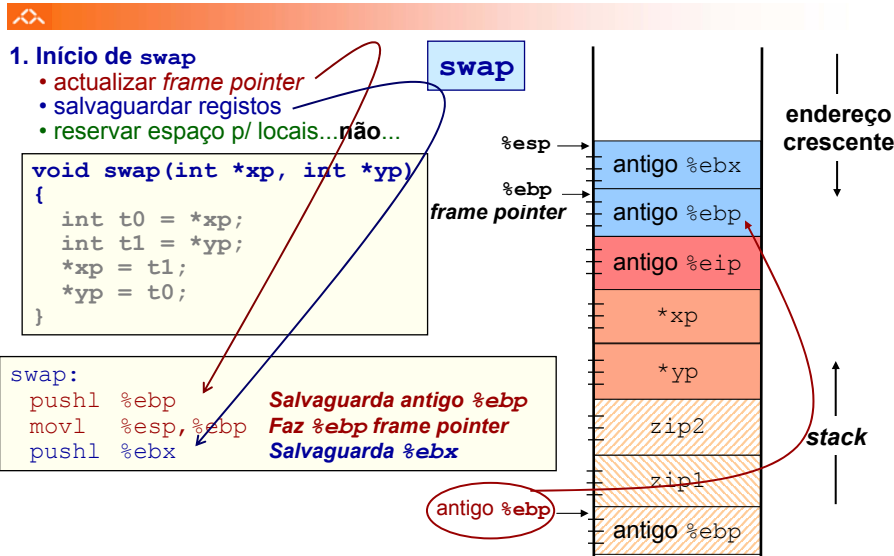 1. Início de swap
• actualizar frame pointer
• salvaguardar registos
• reservar espaço p/ locais...não...
void swap(int *xp, int *yp)
{
int t0 = *xp;
int t1 = *yp;
*xp = t1;
*yp = t0;
}
swap:
pushl %ebp Salvaguarda antigo %ebp
movl %esp,%ebp Faz %ebp frame pointer
pushl %ebx Salvaguarda %ebx
swap
%esp
%ebp
frame pointer
antigo %ebx
antigo %ebp
antigo %eip
*xp
*yp
zip2
zip1
antigo %ebp
antigo %ebp
endereço
crescente
stack